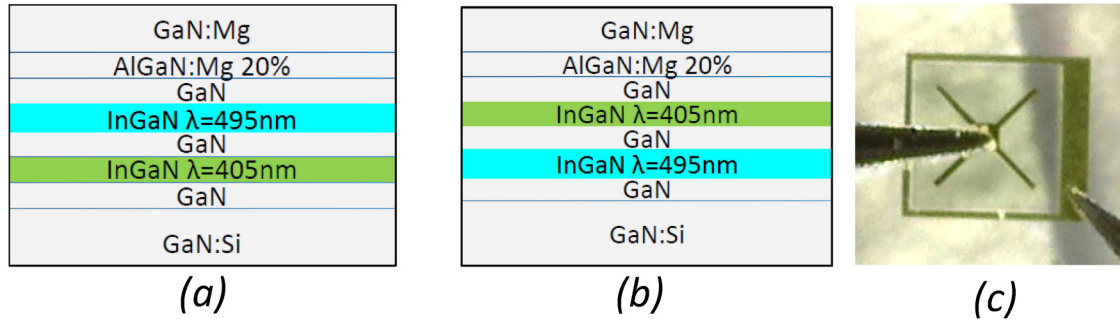 GaN:Mg
AlGaN:Mg 20%
GaN
InGaN λ=495nm
GaN
InGaN λ=405nm
GaN
GaN:Si
(a)
GaN:Mg
AlGaN:Mg 20%
GaN
InGaN λ=405nm
GaN
InGaN λ=495nm
GaN
GaN:Si
(b)
(c)